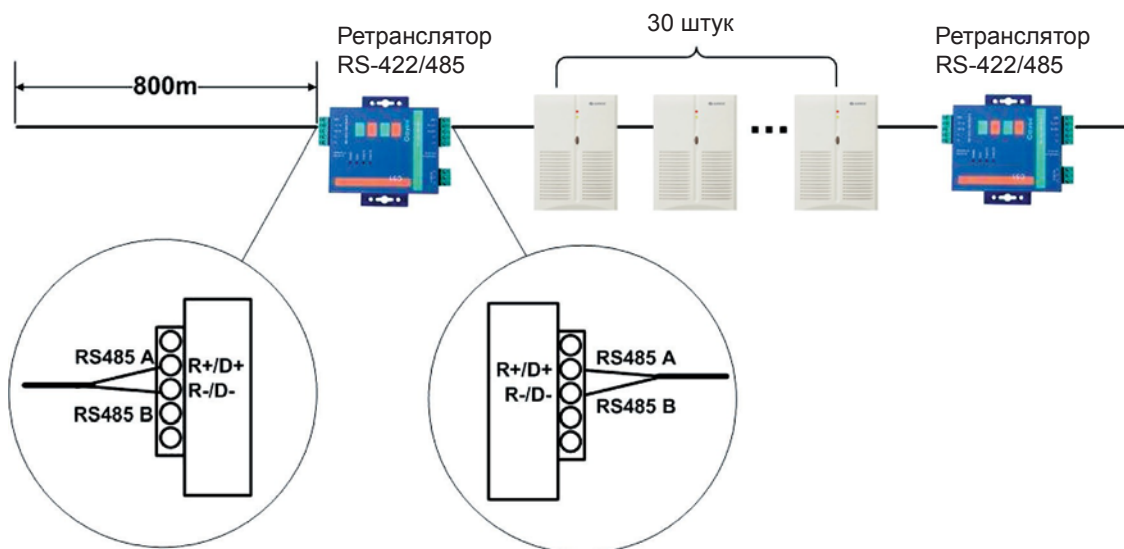 Ретранслятор
RS-422/485
30 штук
Ретранслятор
RS-422/485
800m
RS485 A
R+/D+
R-/D-
RS485 B
R+/D+
RS485 A
R-/D-
RS485 B